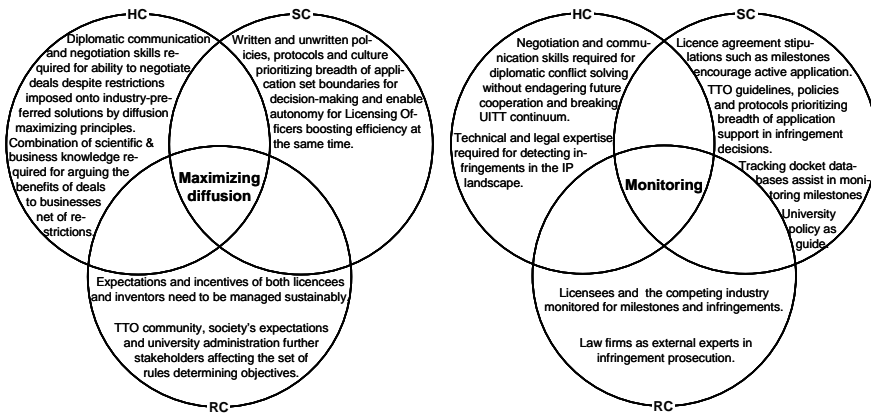 HC
SC
Diplomatic communication
and negotiation skills re-
quired for ability to negotiate
deals despite restrictions
imposed onto industry-pre-
ferred solutions by diffusion
maximizing principles.
Combination of scientific &
business knowledge re-
quired for arguing the
benefits of deals
to businesses
net of re-
strictions.
Written and unwritten pol-
icies, protocols and culture
prioritizing breadth of appli-
cation set boundaries for
decision-making and enable
autonomy for Licensing Of-
ficers boosting efficiency at
the same time.
Maximizing
diffusion
Expectations and incentives of both licencees
and inventors need to be managed sustainably.
TTO community, society's expectations
and university administration further
stakeholders affecting the set of
rules determining objectives.
RC
HC
SC
Negotiation and commu-
nication skills required for
diplomatic conflict solving
without endagering future
cooperation and breaking
UITT continuum.
Technical and legal expertise
required for detecting in-
fringements in the IP
landscape.
Licence agreement stipu-
lations such as milestones
encourage active application.
TTO guidelines, policies
and protocols prioritizing
breadth of application
support in infringement
decisions.
Tracking docket data-
bases assist in moni-
toring milestones
University
policy as
guide.
Monitoring
Licensees and the competing industry
monitored for milestones and infringements.
Law firms as external experts in
infringement prosecution.
RC